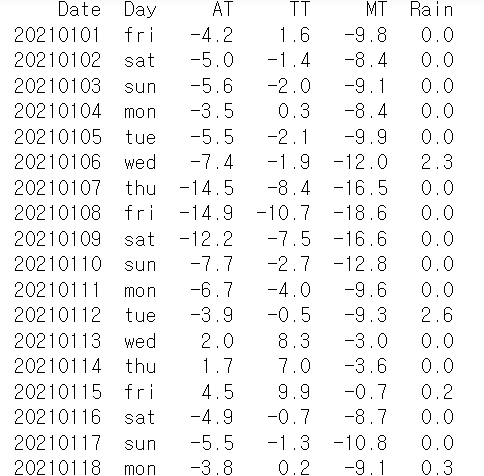 Date Day AT TT MT Rain
20210101 fri -4.2 1.6 -9.8 0.0
20210102 sat -5.0 -1.4 -8.4 0.0
20210103 sun -5.6 -2.0 -9.1 0.0
20210104 mon -3.5 0.3 -8.4 0.0
20210105 tue -5.5 -2.1 -9.9 0.0
20210106 wed -7.4 -1.9 -12.0 2.3
20210107 thu -14.5 -8.4 -16.5 0.0
20210108 fri -14.9 -10.7 -18.6 0.0
20210109 sat -12.2 -7.5 -16.6 0.0
20210110 sun -7.7 -2.7 -12.8 0.0
20210111 mon -6.7 -4.0 -9.6 0.0
20210112 tue -3.9 -0.5 -9.3 2.6
20210113 wed 2.0 8.3 -3.0 0.0
20210114 thu 1.7 7.0 -3.6 0.0
20210115 fri 4.5 9.9 -0.7 0.2
20210116 sat -4.9 -0.7 -8.7 0.0
20210117 sun -5.5 -1.3 -10.8 0.0
20210118 mon -3.8 0.2 -9.1 0.3